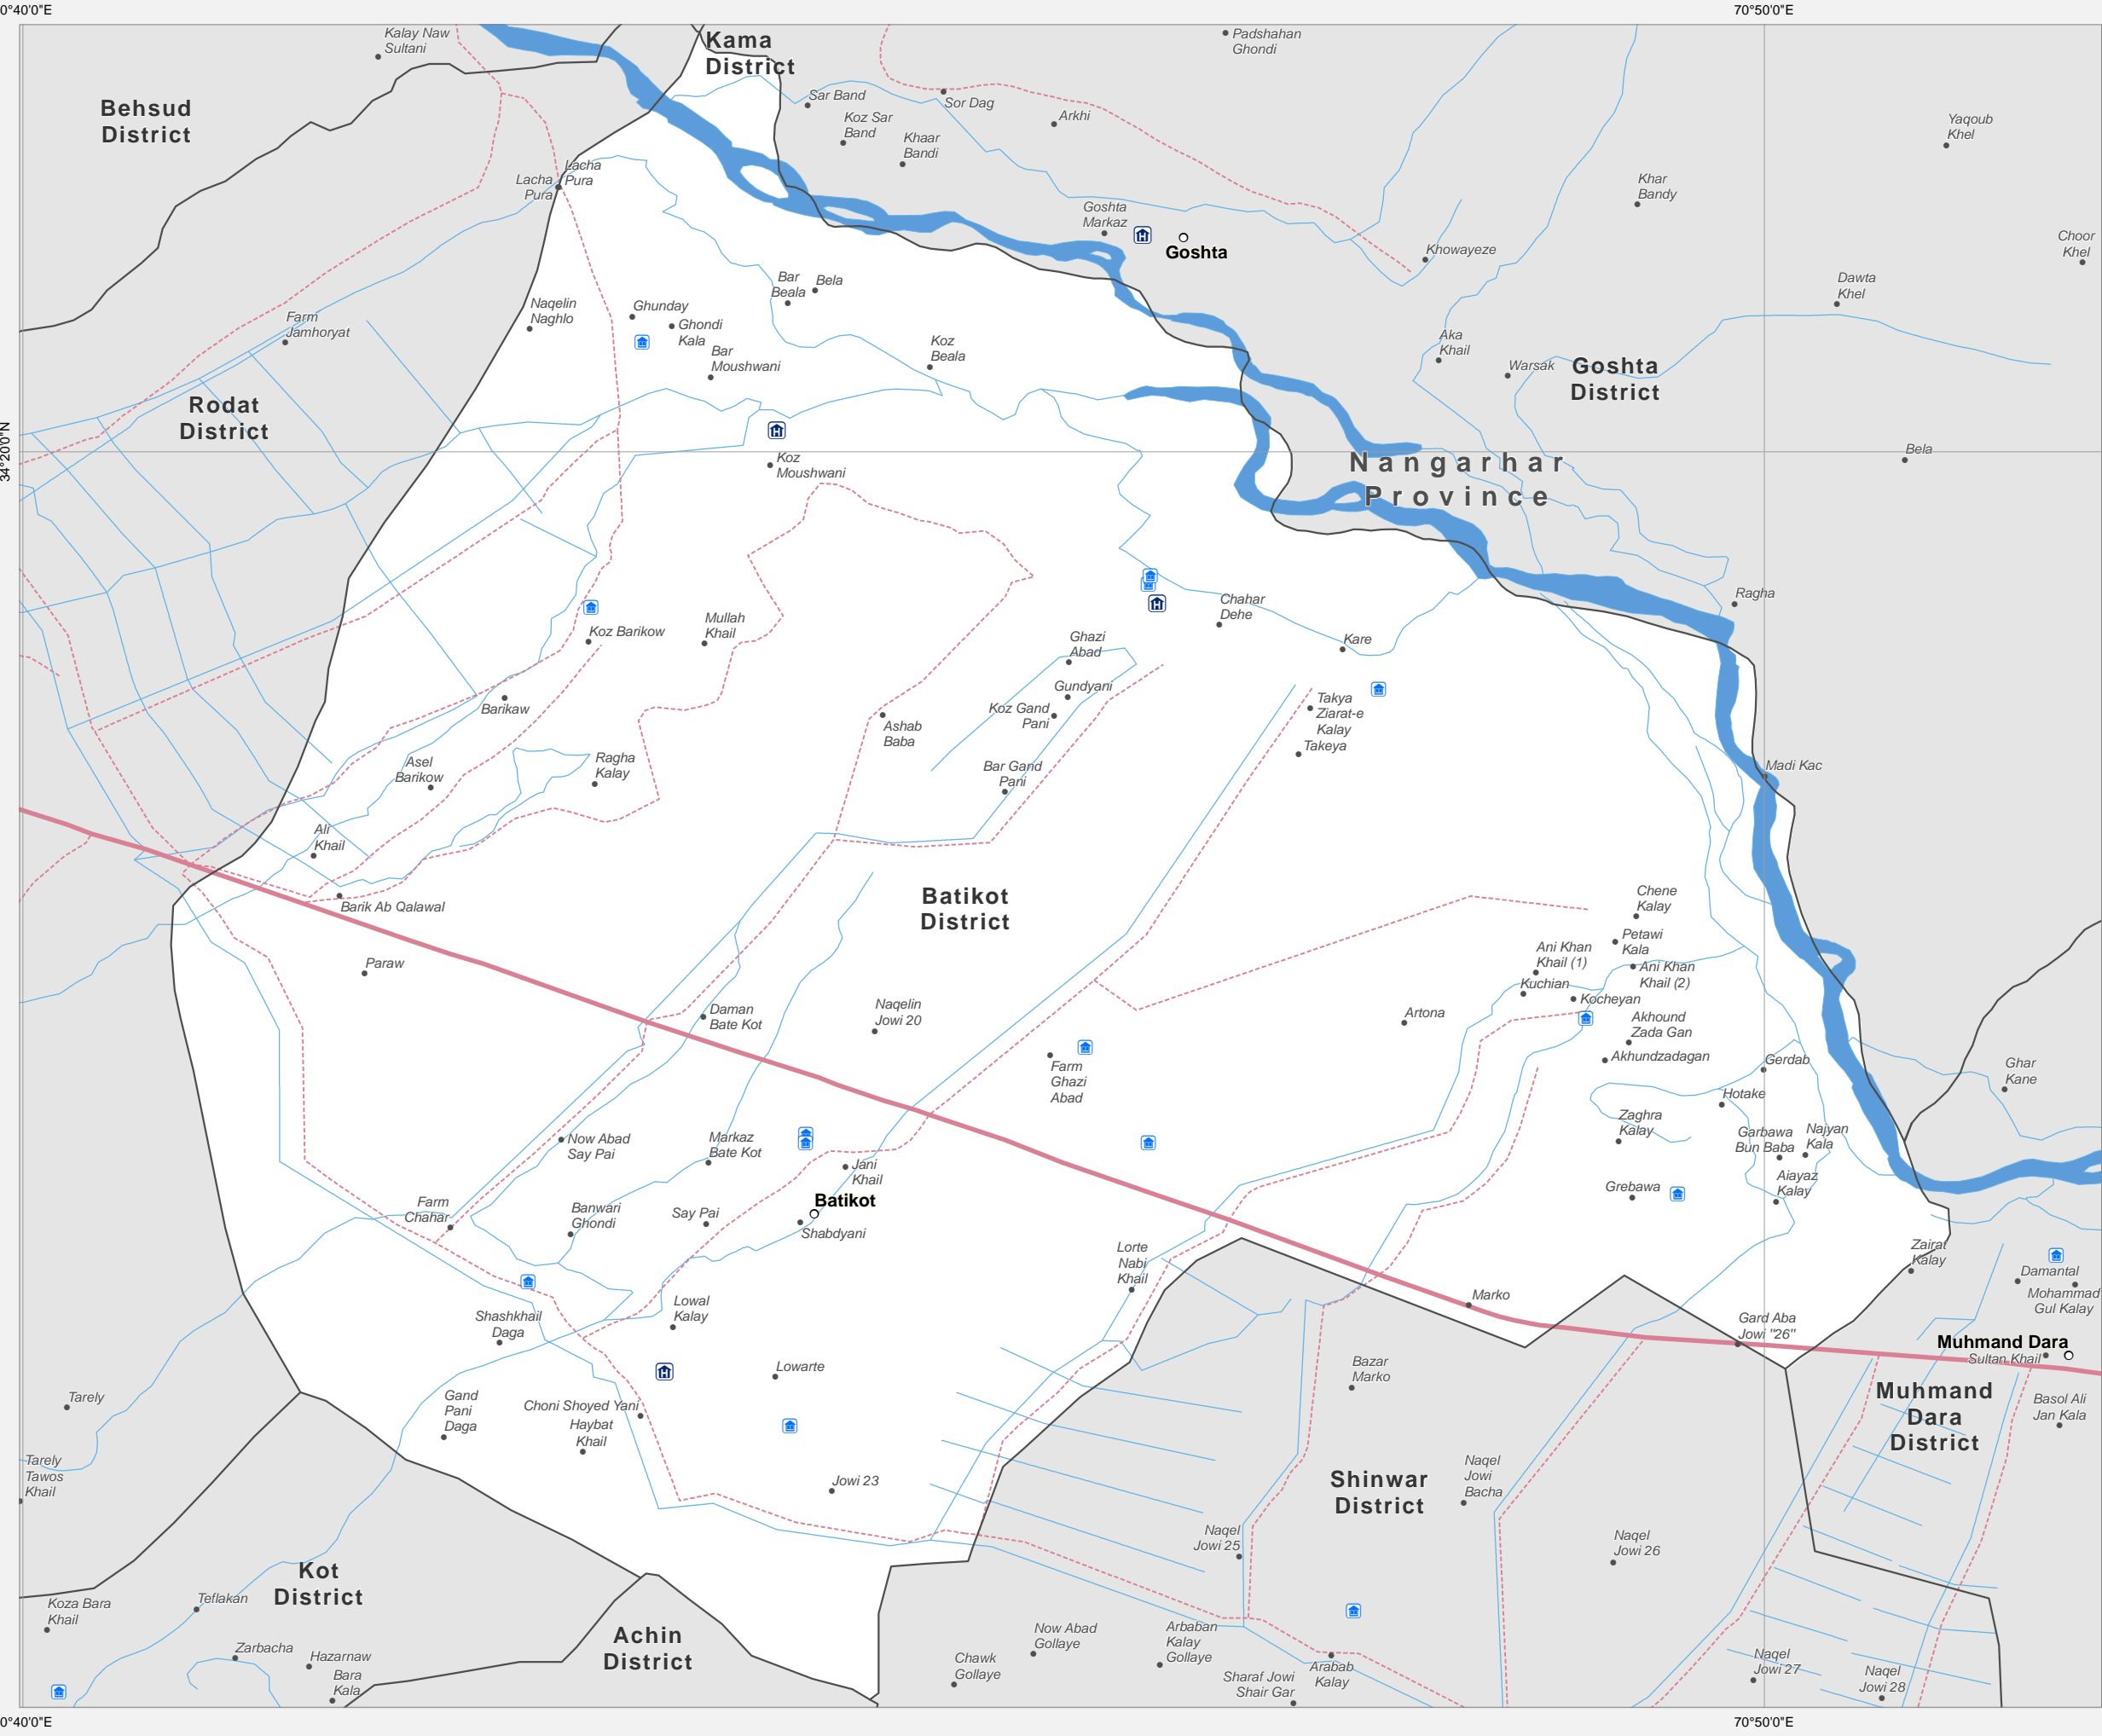 0°40'0"E
70°50'0"E
Kalay Naw
Sultani
Kama
District
Padshahan
Ghondi
Behsud
District
Sar Band
Sor Dag
Koz Sar
Band
Arkhi
Khaar
Bandi
Yaqoub
Khel
Lacha
Pura
Lacha
Pura
Khar
Bandy
Goshta
Markaz
Goshta
Khowayeze
Choor
Khel
Bar
Beala
Bela
Dawta
Khel
Naqelin
Naghlo
Ghunday
Ghondi
Kala
Farm
Jamhoryat
Bar
Moushwani
Koz
Beala
Aka
Khail
Warsak
Goshta
District
Rodat
District
34°20'0"N
Koz
Moushwani
Nangarhar
Province
Bela
Ragha
Chahar
Dehe
Mullah
Khail
Koz Barikow
Ghazi
Abad
Kare
Gundyani
Barikaw
Koz Gand
Pani
Takya
Ziarat-e
Kalay
Ashab
Baba
Takeya
Asel
Barikow
Ragha
Kalay
Bar Gand
Pani
Madi Kac
Ali
Khail
Barik Ab Qalawal
Batikot
District
Chene
Kalay
Petawi
Kala
Ani Khan
Khail (1)
Ani Khan
Khail (2)
Paraw
Kuchian
Kocheyan
Daman
Bate Kot
Naqelin
Jowi 20
Artona
Akhound
Zada Gan
Akhundzadagan
Farm
Ghazi
Abad
Gerdab
Ghar
Kane
Hotake
Zaghra
Kalay
Garbawa
Bun Baba
Najyan
Kala
Now Abad
Say Pai
Markaz
Bate Kot
Jani
Khail
Aiayaz
Kalay
Grebawa
Farm
Chahar
Banwari
Ghondi
Say Pai
Batikot
Shabdyani
Lorte
Nabi
Khail
Zairat
Kalay
Damantal
Mohammad
Gul Kalay
Marko
Lowal
Kalay
Shashkhail
Daga
Gard Aba
Jowi "26"
Muhmand Dara
Sultan Khail
Lowarte
Bazar
Marko
Muhmand
Dara
District
Basol Ali
Jan Kala
Tarely
Gand
Pani
Daga
Choni Shoyed Yani
Haybat
Khail
Tarely
Tawos
Khail
Jowi 23
Shinwar
District
Naqel
Jowi
Bacha
Naqel
Jowi 25
Naqel
Jowi 26
Kot
District
Koza Bara
Khail
Teflakan
Zarbacha
Hazarnaw
Bara
Kala
Achin
District
Now Abad
Gollaye
Chawk
Gollaye
Arbaban
Kalay
Gollaye
Sharaf Jowi
Shair Gar
Arabab
Kalay
Naqel
Jowi 27
Naqel
Jowi 28
0°40'0"E
70°50'0"E